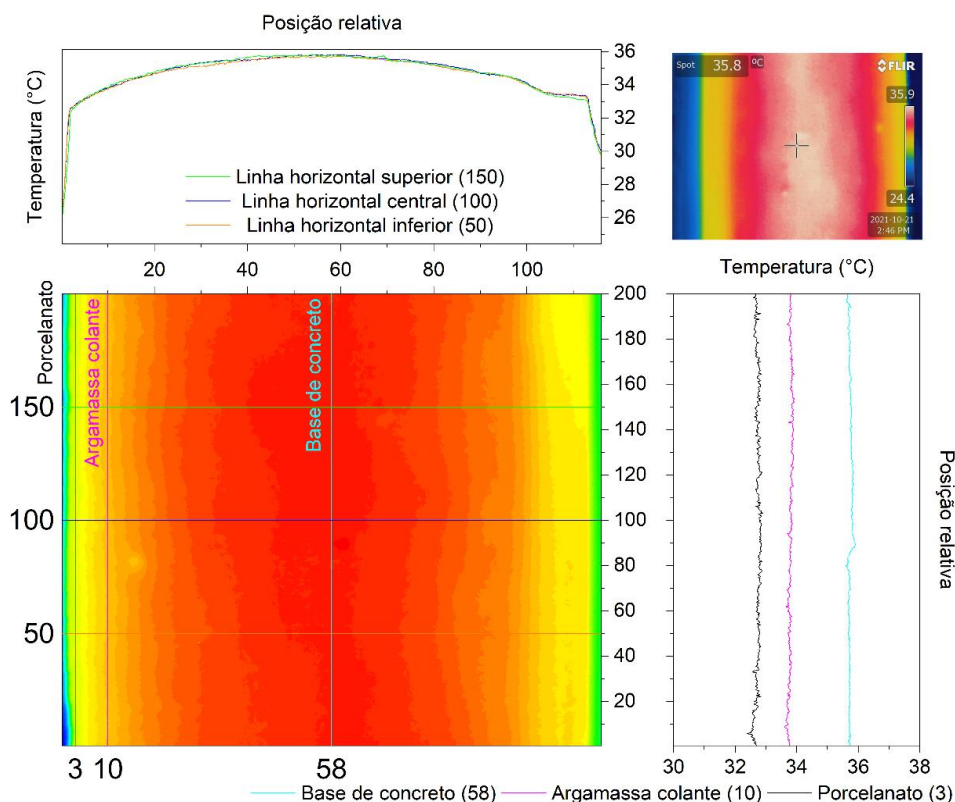 Posição relativa
Temperatura (°C)
36
34
32
30
28
26
Linha horizontal superior (150)
Linha horizontal central (100)
Linha horizontal inferior (50)
20
40
60
80
100
Spot 35.8 ºC
FLIR
35.9
24.4
2021-10-21
2:46 PM
Temperatura (°C)
Porcelanato
Argamassa colante
Base de concreto
150
100
50
200
180
160
140
120
100
80
60
40
20
Posição relativa
3 10 58
30 32 34 36 38
Base de concreto (58) Argamassa colante (10) Porcelanato (3)